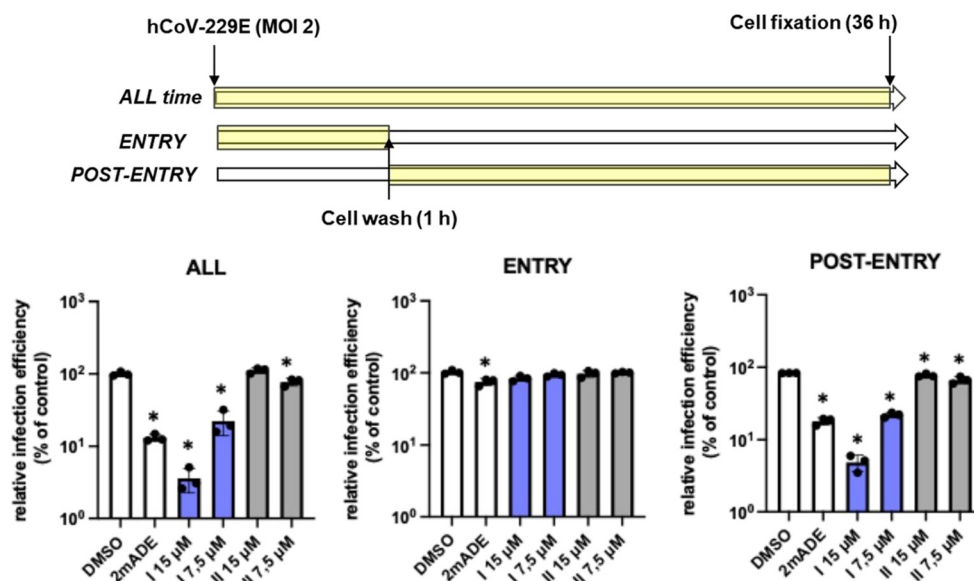 hCoV-229E (MOI 2)
Cell fixation (36 h)
ALL time
ENTRY
POST-ENTRY
Cell wash (1 h)
ALL
relative infection efficiency
(% of control)
10³
10²
10¹
10⁰
*
*
*
*
DMSO
2mADE
I 15 µM
I 7,5 µM
II 15 µM
II 7,5 µM
ENTRY
relative infection efficiency
(% of control)
10³
10²
10¹
10⁰
*
DMSO
2mADE
I 15 µM
I 7,5 µM
II 15 µM
II 7,5 µM
POST-ENTRY
relative infection efficiency
(% of control)
10³
10²
10¹
10⁰
*
*
*
*
*
DMSO
2mADE
I 15 µM
I 7,5 µM
II 15 µM
II 7,5 µM